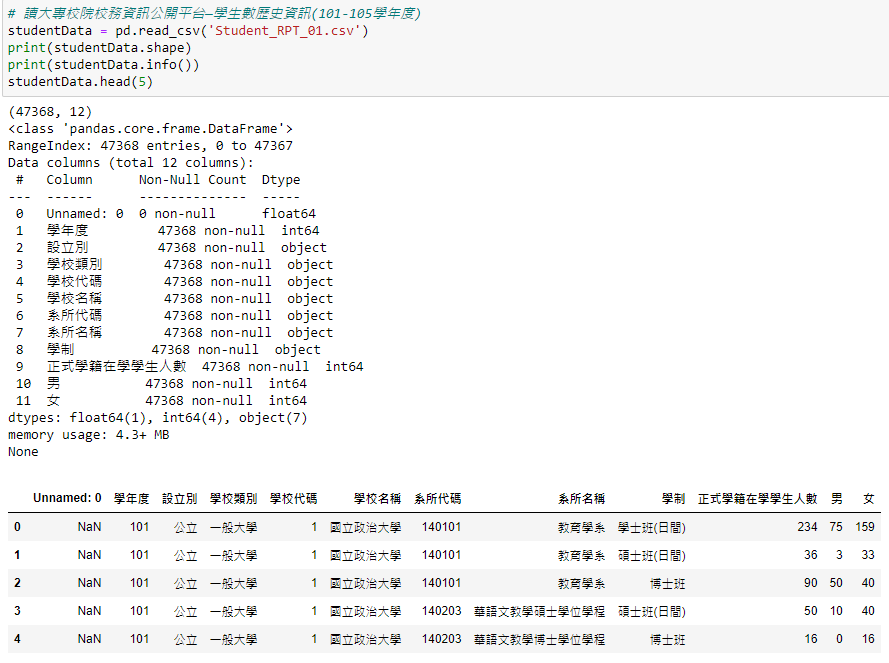 # 讀大專校院校務資訊公開平台—學生數歷史資訊(101-105學年度)
studentData = pd.read_csv('Student_RPT_01.csv')
print(studentData.shape)
print(studentData.info())
studentData.head(5)
(47368, 12)
<class 'pandas.core.frame.DataFrame'>
RangeIndex: 47368 entries, 0 to 47367
Data columns (total 12 columns):
 #   Column      Non-Null Count  Dtype
---  ------      --------------  -----
 0   Unnamed: 0  0 non-null      float64
 1   學年度         47368 non-null  int64
 2   設立別         47368 non-null  object
 3   學校類別        47368 non-null  object
 4   學校代碼        47368 non-null  object
 5   學校名稱        47368 non-null  object
 6   系所代碼        47368 non-null  object
 7   系所名稱        47368 non-null  object
 8   學制          47368 non-null  object
 9   正式學籍在學學生人數  47368 non-null  int64
 10  男           47368 non-null  int64
 11  女           47368 non-null  int64
dtypes: float64(1), int64(4), object(7)
memory usage: 4.3+ MB
None
Unnamed: 0 學年度 設立別 學校類別 學校代碼 學校名稱 系所代碼 系所名稱 學制 正式學籍在學學生人數 男 女
0 NaN 101 公立 一般大學 1 國立政治大學 140101 教育學系 學士班(日間) 234 75 159
1 NaN 101 公立 一般大學 1 國立政治大學 140101 教育學系 碩士班(日間) 36 3 33
2 NaN 101 公立 一般大學 1 國立政治大學 140101 教育學系 博士班 90 50 40
3 NaN 101 公立 一般大學 1 國立政治大學 140203 華語文教學碩士學位學程 碩士班(日間) 50 10 40
4 NaN 101 公立 一般大學 1 國立政治大學 140203 華語文教學博士學位學程 博士班 16 0 16